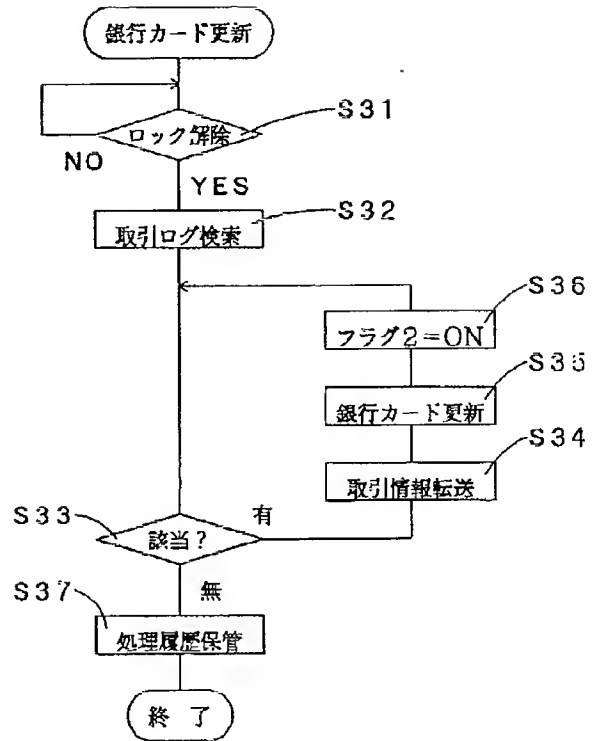 銀行カード更新
S31
ロック解除
NO
YES
S32
取引ログ検索
S36
フラグ2=ON
S35
銀行カード更新
S34
取引情報転送
S33
該当?
有
無
S37
処理履歴保管
終 了